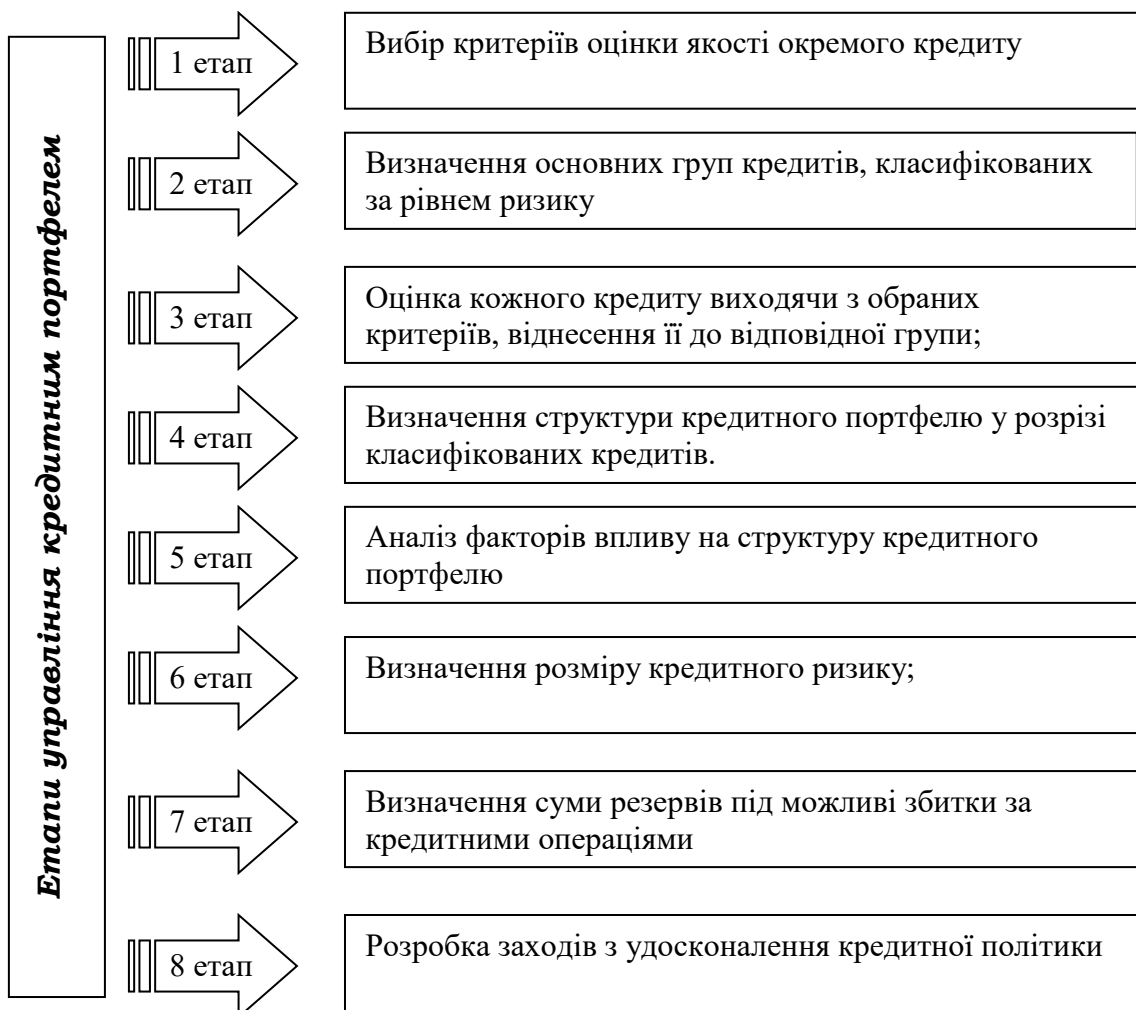 Етапи управління кредитним портфелем
1 етап
Вибір критеріїв оцінки якості окремого кредиту
2 етап
Визначення основних груп кредитів, класифікованих
за рівнем ризику
3 етап
Оцінка кожного кредиту виходячи з обраних
критеріїв, віднесення її до відповідної групи;
4 етап
Визначення структури кредитного портфелю у розрізі
класифікованих кредитів.
5 етап
Аналіз факторів впливу на структуру кредитного
портфелю
6 етап
Визначення розміру кредитного ризику;
7 етап
Визначення суми резервів під можливі збитки за
кредитними операціями
8 етап
Розробка заходів з удосконалення кредитної політики